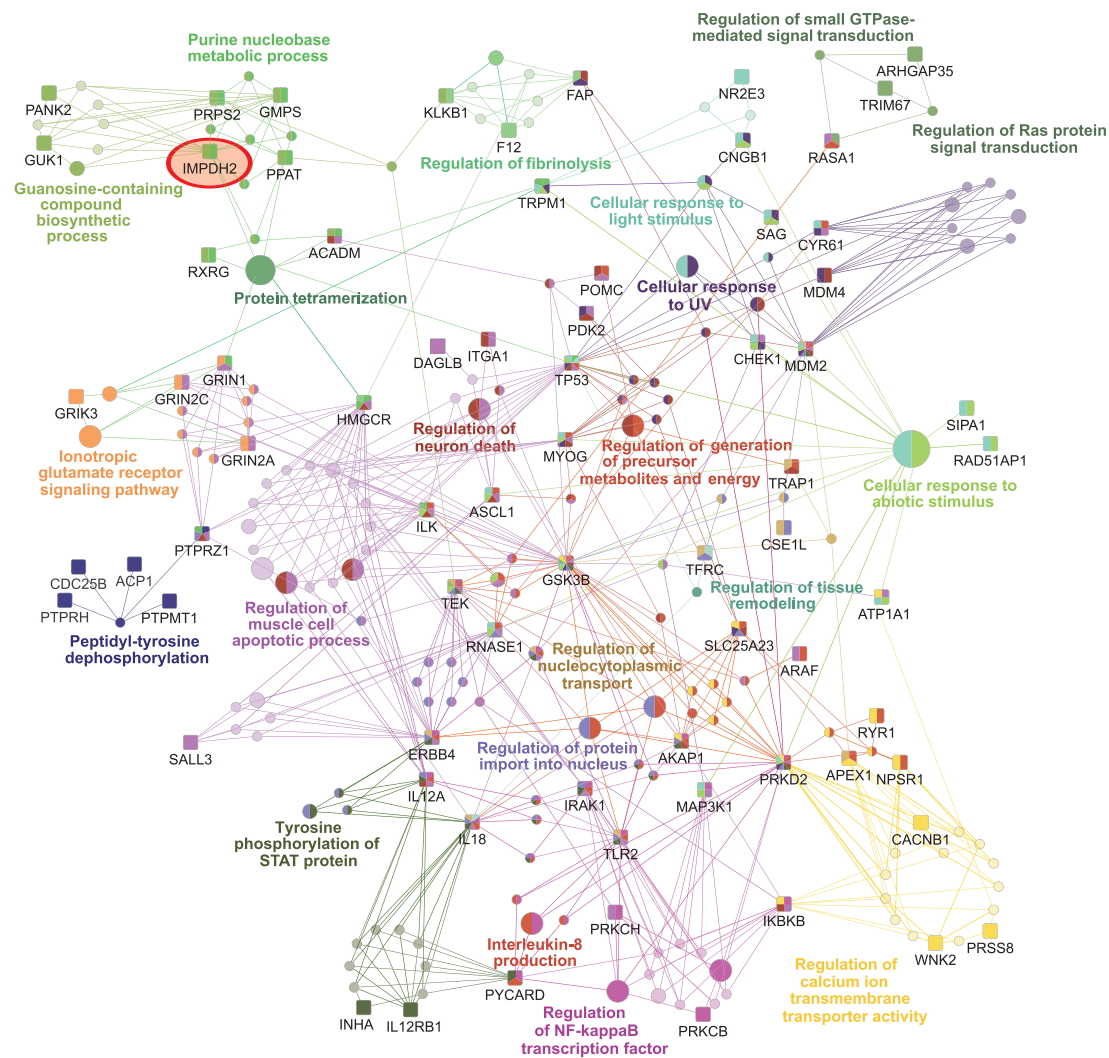 Regulation of small GTPase-
mediated signal transduction
Purine nucleobase
metabolic process
ARHGAP35
TRIM67
PANK2
PRPS2
GMPS
KLKB1
FAP
NR2E3
F12
GUK1
IMPDH2
PPAT
Regulation of fibrinolysis
CNGB1
RASA1
Regulation of Ras protein
signal transduction
Guanosine-containing
compound
biosynthetic
process
TRPM1
Cellular response to
light stimulus
SAG
CYR61
RXRG
ACADM
Protein tetramerization
POMC
Cellular response
to UV
MDM4
PDK2
DAGLB
ITGA1
TP53
CHEK1
MDM2
GRIN1
GRIN2C
GRIK3
HMGCR
GRIN2A
Ionotropic
glutamate receptor
signaling pathway
Regulation of
neuron death
MYOG
Regulation of generation
of precursor
metabolites and energy
TRAP1
SIPA1
RAD51AP1
Cellular response to
abiotic stimulus
ASCL1
ILK
PTPRZ1
CSE1L
GSK3B
TFRC
CDC25B
ACP1
PTPRH
PTPMT1
Peptidyl-tyrosine
dephosphorylation
Regulation of
muscle cell
apoptotic process
TEK
Regulation of tissue
remodeling
ATP1A1
RNASE1
Regulation of
nucleocytoplasmic
transport
SLC25A23
ARAF
SALL3
ERBB4
Regulation of protein
import into nucleus
AKAP1
RYR1
PRKD2
APEX1
NPSR1
IL12A
IRAK1
MAP3K1
CACNB1
Tyrosine
phosphorylation of
STAT protein
IL18
TLR2
PRKCH
IKBKB
WNK2
PRSS8
Interleukin-8
production
PYCARD
Regulation of
calcium ion
transmembrane
transporter activity
INHA
IL12RB1
Regulation
of NF-kappaB
transcription factor
PRKCB